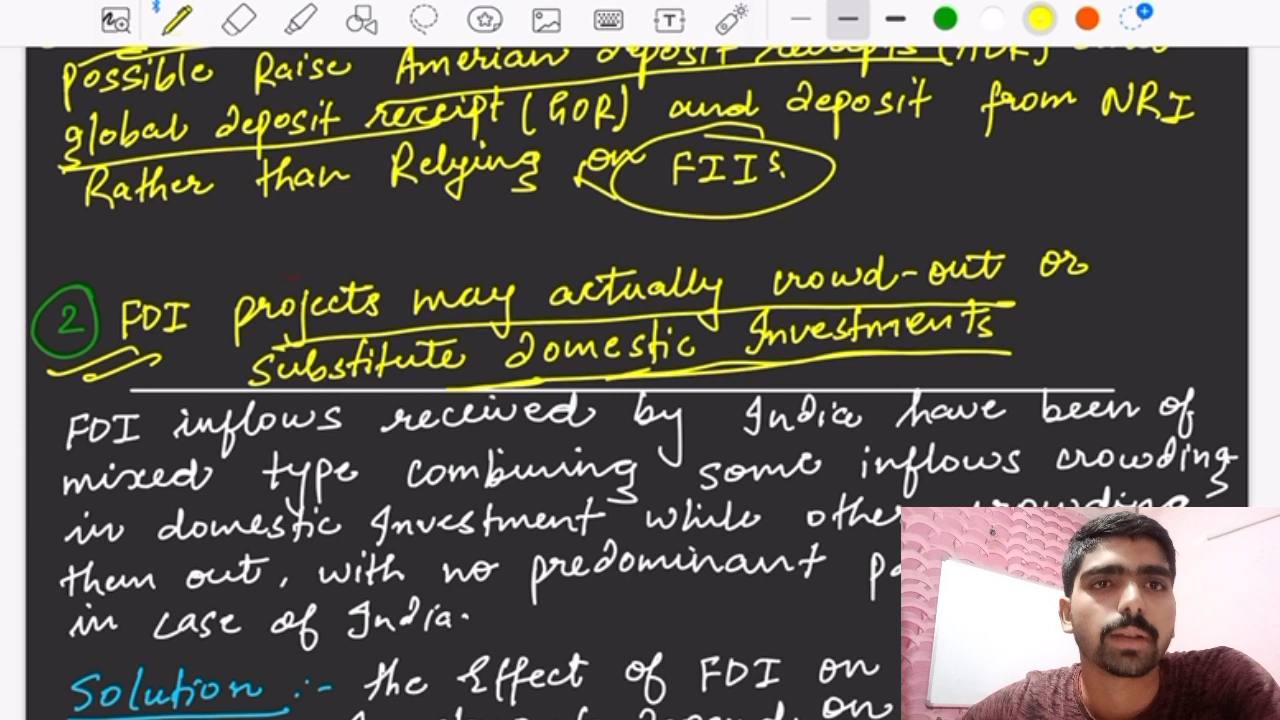 possible Raise Amerian deposit receipts (ADR) and
global deposit receipt (GDR) and deposit from NRI
Rather than Relying on FIIs.
2 FDI projects may actually crowd-out or
substitute domestic Investments
FDI inflows received by India have been of
mixed type combining some inflows crowding
in domestic Investment while other crowding
them out, with no predominant
in case of India.
Solution :- the Effect of FDI on
on